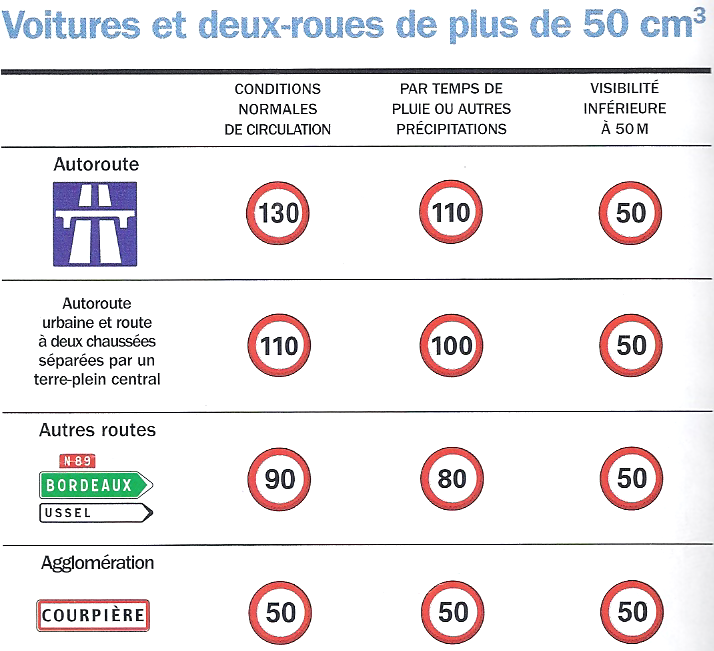 Voitures et deux-roues de plus de 50 cm³
CONDITIONS NORMALES DE CIRCULATION
PAR TEMPS DE PLUIE OU AUTRES PRÉCIPITATIONS
VISIBILITÉ INFÉRIEURE À 50 M
Autoroute
130
110
50
Autoroute
urbaine et route
à deux chaussées
séparées par un
terre-plein central
110
100
50
Autres routes
N 89
BORDEAUX
USSEL
90
80
50
Agglomération
COURPIÈRE
50
50
50